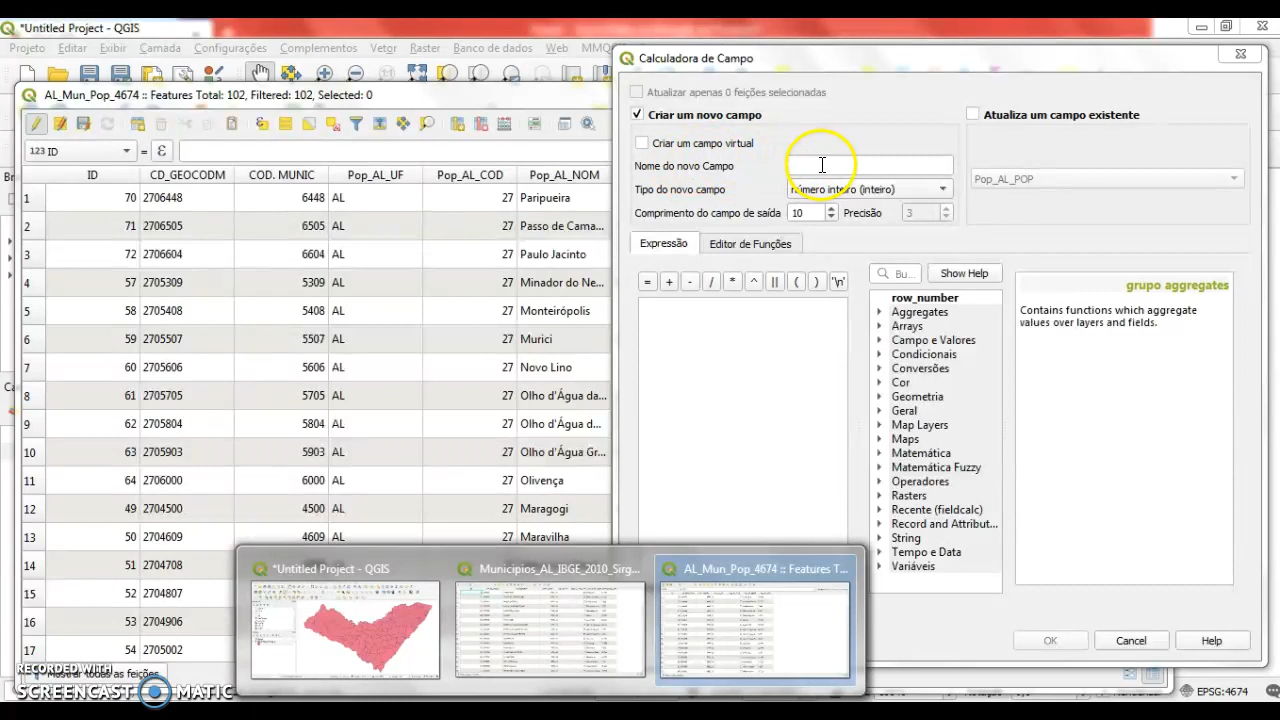 *Untitled Project - QGIS
Projeto Editar Exibir Camada Configurações Complementos Vetor Raster Banco de dados Web MMQ
Calculadora de Campo
AL_Mun_Pop_4674 :: Features Total: 102, Filtered: 102, Selected: 0
Atualizar apenas 0 feições selecionadas
Criar um novo campo
Atualiza um campo existente
Criar um campo virtual
123 ID
=
ε
Nome do novo Campo
Pop_AL_POP
Tipo do novo campo
número inteiro (inteiro)
Comprimento do campo de saída
10
Precisão
3
Expressão
Editor de Funções
= + - / * ^ || ( ) '\n'
Bu...
Show Help
ID CD_GEOCODM COD. MUNIC Pop_AL_UF Pop_AL_COD Pop_AL_NOM
1 70 2706448 6448 AL 27 Paripueira
2 71 2706505 6505 AL 27 Passo de Cama...
3 72 2706604 6604 AL 27 Paulo Jacinto
4 57 2705309 5309 AL 27 Minador do Ne...
5 58 2705408 5408 AL 27 Monteirópolis
6 59 2705507 5507 AL 27 Murici
7 60 2705606 5606 AL 27 Novo Lino
8 61 2705705 5705 AL 27 Olho d'Água da...
9 62 2705804 5804 AL 27 Olho d'Água d...
10 63 2705903 5903 AL 27 Olho d'Água Gr...
11 64 2706000 6000 AL 27 Olivença
12 49 2704500 4500 AL 27 Maragogi
13 50 2704609 4609 AL 27 Maravilha
14 51 2704708
15 52 2704807
16 53 2704906
17 54 2705002
row_number
Aggregates
Arrays
Campo e Valores
Condicionais
Conversões
Cor
Geometria
Geral
Map Layers
Maps
Matemática
Matemática Fuzzy
Operadores
Rasters
Recente (fieldcalc)
Record and Attribut...
String
Tempo e Data
Variáveis
grupo aggregates
Contains functions which aggregate
values over layers and fields.
*Untitled Project - QGIS
Municipios_AL_IBGE_2010_Sirg...
AL_Mun_Pop_4674 :: Features T...
OK
Cancel
Help
RECORDED WITH
SCREENCAST MATIC
EPSG:4674